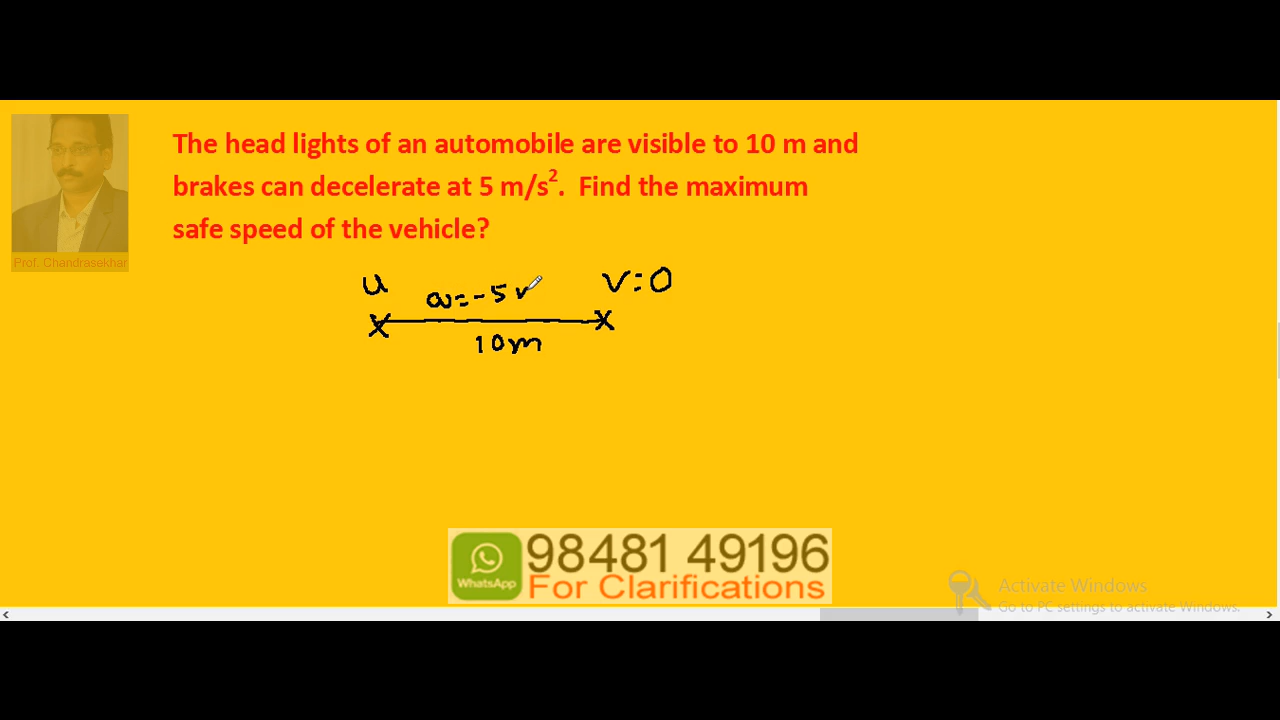 The head lights of an automobile are visible to 10 m and
brakes can decelerate at 5 m/s². Find the maximum
safe speed of the vehicle?
Prof. Chandrasekhar
u
a=-5
v=0
x
x
10m
WhatsApp
98481 49196
For Clarifications
Activate Windows
Go to PC settings to activate Windows.